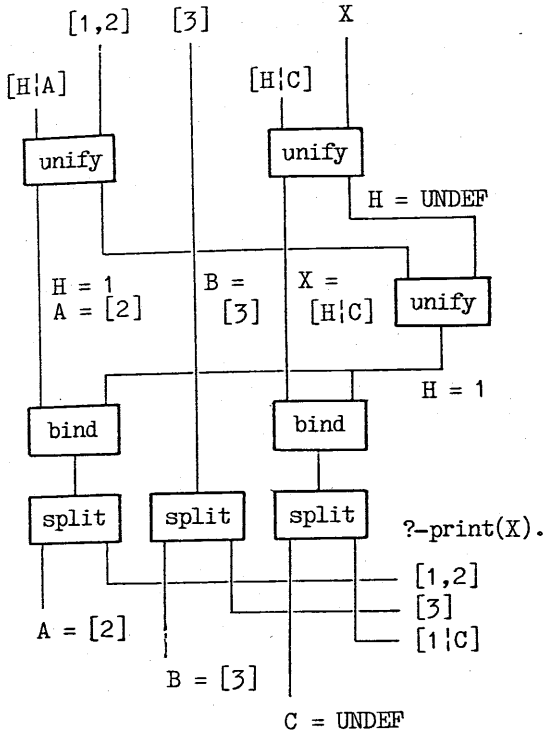 [1,2] [3] X
[H¦A] [H¦C]
unify unify
H = UNDEF
H = 1 B = X =
A = [2] [3] [H¦C] unify
H = 1
bind bind
split split split ?-print(X).
[1,2]
[3]
A = [2] [1¦C]
B = [3]
C = UNDEF